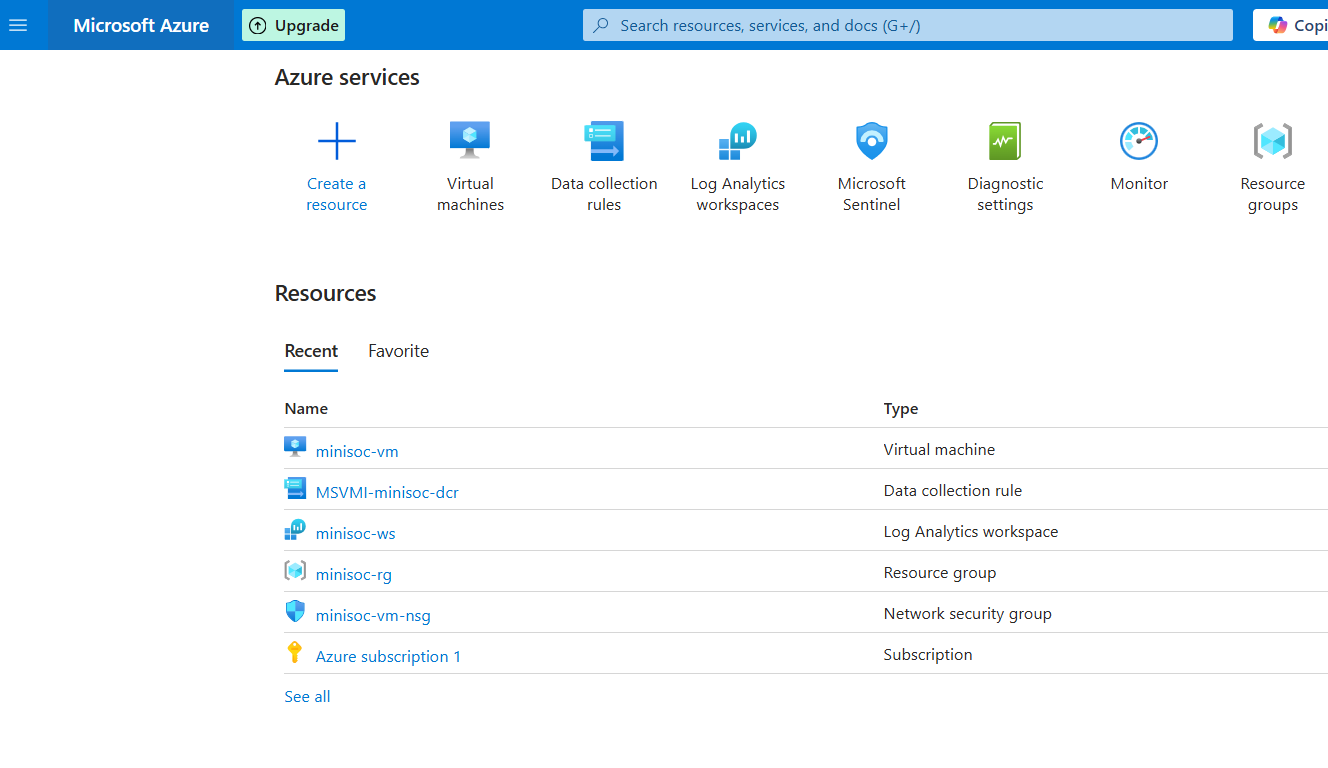 Microsoft Azure
Upgrade
Search resources, services, and docs (G+/)
Copi
Azure services
Create a resource
Virtual machines
Data collection rules
Log Analytics workspaces
Microsoft Sentinel
Diagnostic settings
Monitor
Resource groups
Resources
Recent
Favorite
Name
Type
minisoc-vm
Virtual machine
MSVMI-minisoc-dcr
Data collection rule
minisoc-ws
Log Analytics workspace
minisoc-rg
Resource group
minisoc-vm-nsg
Network security group
Azure subscription 1
Subscription
See all